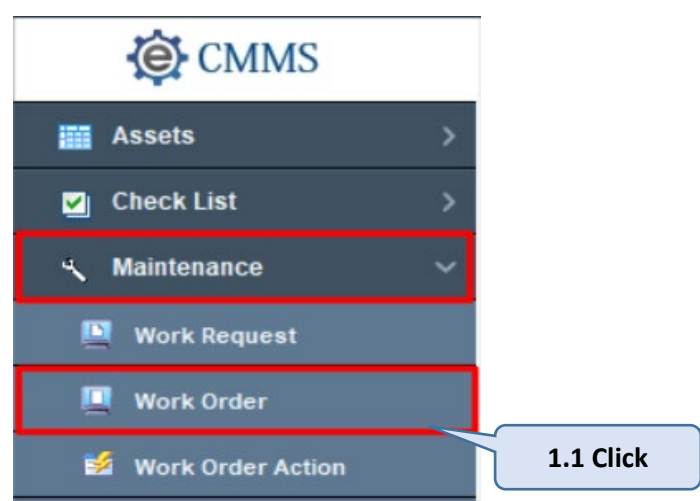 e CMMS
Assets
Check List
Maintenance
Work Request
Work Order
1.1 Click
Work Order Action